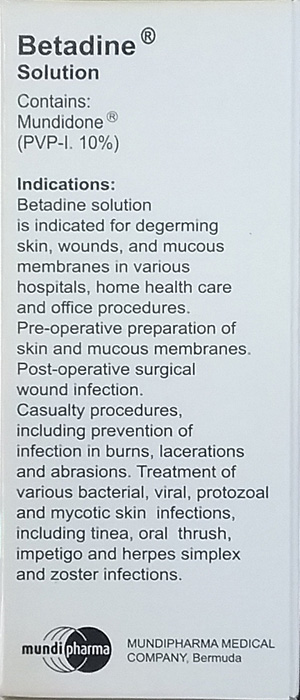 Betadine®
Solution
Contains:
Mundidone®
(PVP-I. 10%)
Indications:
Betadine solution
is indicated for degerming
skin, wounds, and mucous
membranes in various
hospitals, home health care
and office procedures.
Pre-operative preparation of
skin and mucous membranes.
Post-operative surgical
wound infection.
Casualty procedures,
including prevention of
infection in burns, lacerations
and abrasions. Treatment of
various bacterial, viral, protozoal
and mycotic skin infections,
including tinea, oral thrush,
impetigo and herpes simplex
and zoster infections.
mundipharma
MUNDIPHARMA MEDICAL
COMPANY, Bermuda